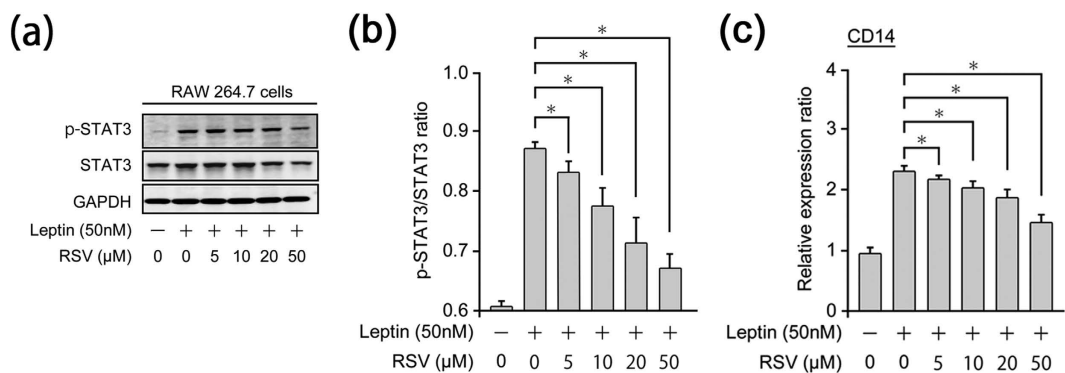 (a)
RAW 264.7 cells
p-STAT3
STAT3
GAPDH
Leptin (50nM) — + + + + +
RSV (μM) 0 0 5 10 20 50
(b)
p-STAT3/STAT3 ratio
1.0
0.9
0.8
0.7
0.6
*
*
*
*
Leptin (50nM) — + + + + +
RSV (μM) 0 0 5 10 20 50
(c)
CD14
Relative expression ratio
4
3
2
1
0
*
*
*
*
Leptin (50nM) — + + + + +
RSV (μM) 0 0 5 10 20 50